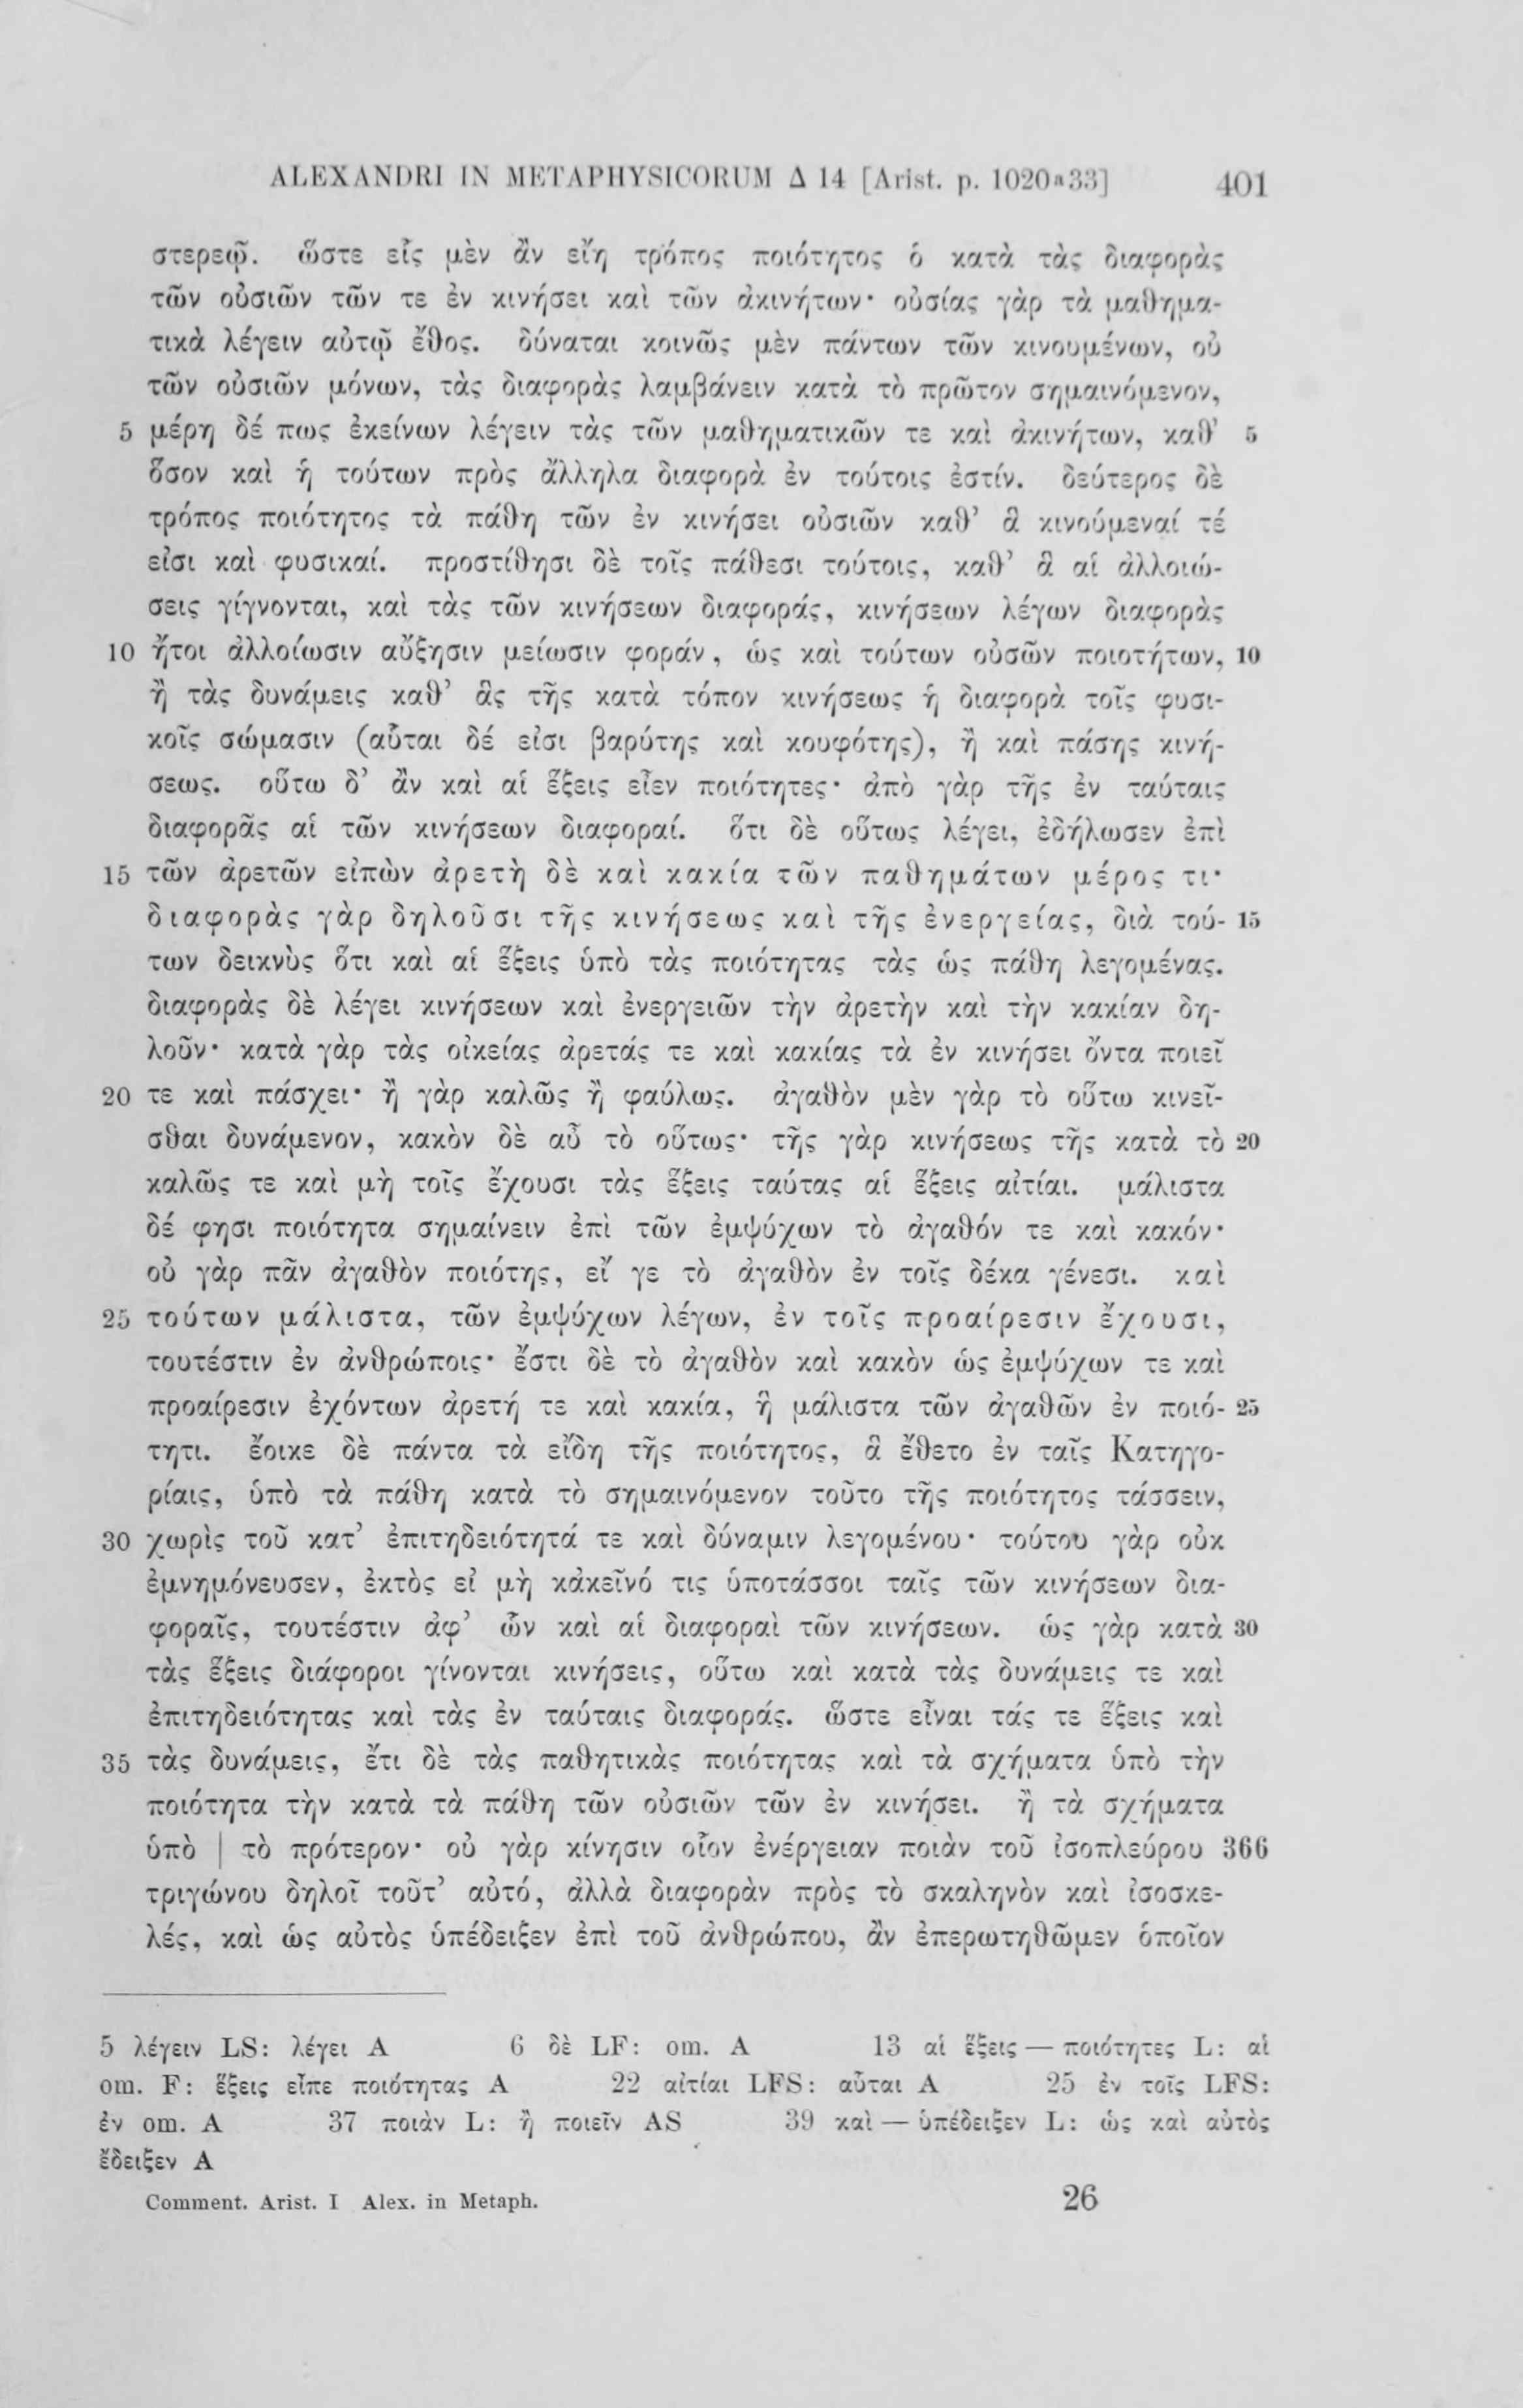 ALEXANDRI IN METAPHYSICORUM Δ 14 [Arist. p. 1020ª33] 401
στερεῷ. ὥστε εἷς μὲν ἂν εἴη τρόπος ποιότητος ὁ κατὰ τὰς διαφορὰς
τῶν οὐσιῶν τῶν τε ἐν κινήσει καὶ τῶν ἀκινήτων· οὐσίας γὰρ τὰ μαθημα-
τικὰ λέγειν αὐτῷ ἔθος. δύναται κοινῶς μὲν πάντων τῶν κινουμένων, οὐ
τῶν οὐσιῶν μόνων, τὰς διαφορὰς λαμβάνειν κατὰ τὸ πρῶτον σημαινόμενον,
5 μέρη δέ πως ἐκείνων λέγειν τὰς τῶν μαθηματικῶν τε καὶ ἀκινήτων, καθ’ 5
ὅσον καὶ ἡ τούτων πρὸς ἄλληλα διαφορὰ ἐν τούτοις ἐστίν. δεύτερος δὲ
τρόπος ποιότητος τὰ πάθη τῶν ἐν κινήσει οὐσιῶν καθ’ ἃ κινούμεναί τέ
εἰσι καὶ φυσικαί. προστίθησι δὲ τοῖς πάθεσι τούτοις, καθ’ ἃ αἱ ἀλλοιώ-
σεις γίγνονται, καὶ τὰς τῶν κινήσεων διαφοράς, κινήσεων λέγων διαφορὰς
10 ἤτοι ἀλλοίωσιν αὔξησιν μείωσιν φοράν, ὡς καὶ τούτων οὐσῶν ποιοτήτων, 10
ἢ τὰς δυνάμεις καθ’ ἃς τῆς κατὰ τόπον κινήσεως ἡ διαφορὰ τοῖς φυσι-
κοῖς σώμασιν (αὗται δέ εἰσι βαρύτης καὶ κουφότης), ἢ καὶ πάσης κινή-
σεως. οὕτω δ’ ἂν καὶ αἱ ἕξεις εἶεν ποιότητες· ἀπὸ γὰρ τῆς ἐν ταύταις
διαφορᾶς αἱ τῶν κινήσεων διαφοραί. ὅτι δὲ οὕτως λέγει, ἐδήλωσεν ἐπὶ
15 τῶν ἀρετῶν εἰπὼν ἀρετὴ δὲ καὶ κακία τῶν παθημάτων μέρος τι·
διαφορὰς γὰρ δηλοῦσι τῆς κινήσεως καὶ τῆς ἐνεργείας, διὰ τού- 15
των δεικνὺς ὅτι καὶ αἱ ἕξεις ὑπὸ τὰς ποιότητας τὰς ὡς πάθη λεγομένας.
διαφορὰς δὲ λέγει κινήσεων καὶ ἐνεργειῶν τὴν ἀρετὴν καὶ τὴν κακίαν δη-
λοῦν· κατὰ γὰρ τὰς οἰκείας ἀρετάς τε καὶ κακίας τὰ ἐν κινήσει ὄντα ποιεῖ
20 τε καὶ πάσχει· ἢ γὰρ καλῶς ἢ φαύλως. ἀγαθὸν μὲν γὰρ τὸ οὕτω κινεῖ-
σθαι δυνάμενον, κακὸν δὲ αὖ τὸ οὕτως· τῆς γὰρ κινήσεως τῆς κατὰ τὸ 20
καλῶς τε καὶ μὴ τοῖς ἔχουσι τὰς ἕξεις ταύτας αἱ ἕξεις αἰτίαι. μάλιστα
δέ φησι ποιότητα σημαίνειν ἐπὶ τῶν ἐμψύχων τὸ ἀγαθόν τε καὶ κακόν·
οὐ γὰρ πᾶν ἀγαθὸν ποιότης, εἴ γε τὸ ἀγαθὸν ἐν τοῖς δέκα γένεσι. καὶ
25 τούτων μάλιστα, τῶν ἐμψύχων λέγων, ἐν τοῖς προαίρεσιν ἔχουσι,
τουτέστιν ἐν ἀνθρώποις· ἔστι δὲ τὸ ἀγαθὸν καὶ κακὸν ὡς ἐμψύχων τε καὶ
προαίρεσιν ἐχόντων ἀρετή τε καὶ κακία, ἣ μάλιστα τῶν ἀγαθῶν ἐν ποιό- 25
τητι. ἔοικε δὲ πάντα τὰ εἴδη τῆς ποιότητος, ἃ ἔθετο ἐν ταῖς Κατηγο-
ρίαις, ὑπὸ τὰ πάθη κατὰ τὸ σημαινόμενον τοῦτο τῆς ποιότητος τάσσειν,
30 χωρὶς τοῦ κατ’ ἐπιτηδειότητά τε καὶ δύναμιν λεγομένου· τούτου γὰρ οὐκ
ἐμνημόνευσεν, ἐκτὸς εἰ μὴ κἀκεῖνό τις ὑποτάσσοι ταῖς τῶν κινήσεων δια-
φοραῖς, τουτέστιν ἀφ’ ὧν καὶ αἱ διαφοραὶ τῶν κινήσεων. ὡς γὰρ κατὰ 30
τὰς ἕξεις διάφοροι γίνονται κινήσεις, οὕτω καὶ κατὰ τὰς δυνάμεις τε καὶ
ἐπιτηδειότητας καὶ τὰς ἐν ταύταις διαφοράς. ὥστε εἶναι τάς τε ἕξεις καὶ
35 τὰς δυνάμεις, ἔτι δὲ τὰς παθητικὰς ποιότητας καὶ τὰ σχήματα ὑπὸ τὴν
ποιότητα τὴν κατὰ τὰ πάθη τῶν οὐσιῶν τῶν ἐν κινήσει. ἢ τὰ σχήματα
ὑπὸ | τὸ πρότερον· οὐ γὰρ κίνησιν οἷον ἐνέργειαν ποιὰν τοῦ ἰσοπλεύρου 366
τριγώνου δηλοῖ τοῦτ’ αὐτό, ἀλλὰ διαφορὰν πρὸς τὸ σκαληνὸν καὶ ἰσοσκε-
λές, καὶ ὡς αὐτὸς ὑπέδειξεν ἐπὶ τοῦ ἀνθρώπου, ἂν ἐπερωτηθῶμεν ὁποῖον
5 λέγειν LS: λέγει A 6 δὲ LF: om. A 13 αἱ ἕξεις — ποιότητες L: αἱ
om. F: ἕξεις εἶπε ποιότητας A 22 αἰτίαι LFS: αὗται A 25 ἐν τοῖς LFS:
ἐν om. A 37 ποιὰν L: ἢ ποιεῖν AS 39 καὶ — ὑπέδειξεν L: ὡς καὶ αὐτὸς
ἔδειξεν A
Comment. Arist. I Alex. in Metaph. 26